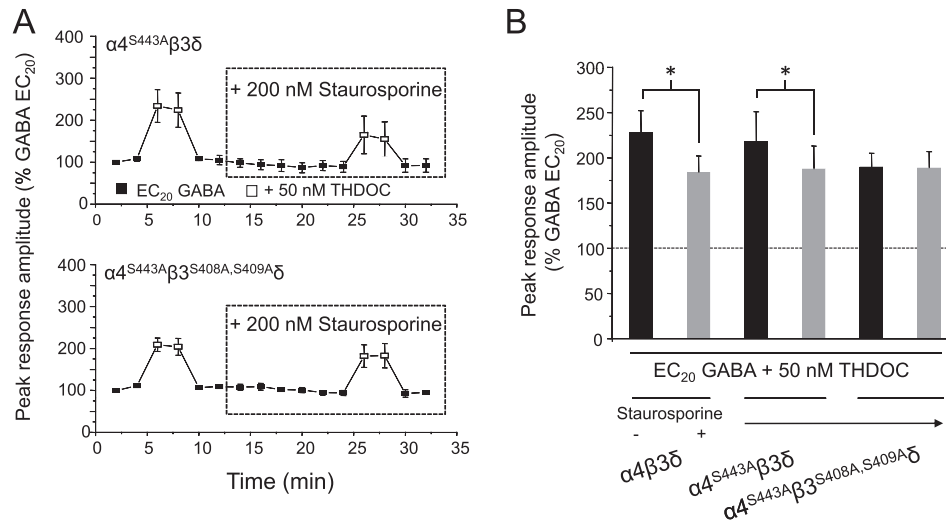 A
Peak response amplitude (% GABA EC20)
α4S443Aβ3δ
400
300
200
100
0
+ 200 nM Staurosporine
EC20 GABA + 50 nM THDOC
0 5 10 15 20 25 30 35
α4S443Aβ3S408A,S409Aδ
400
300
200
100
0
+ 200 nM Staurosporine
0 5 10 15 20 25 30 35
Time (min)
B
Peak response amplitude
(% GABA EC20)
300
250
200
150
100
50
0
* *
EC20 GABA + 50 nM THDOC
Staurosporine
- +
α4β3δ
α4S443Aβ3δ
α4S443Aβ3S408A,S409Aδ